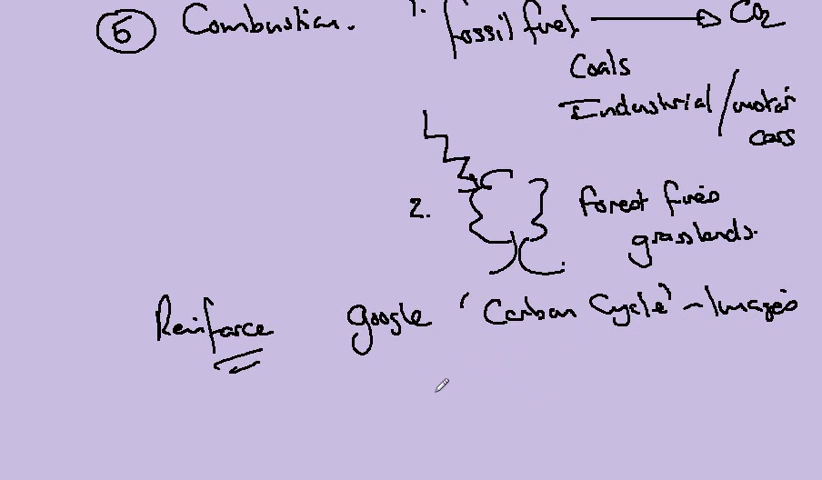 5 Combustion. 1. fossil fuel → CO2
Coals
Industrial/motor
cars
2. forest fires
grasslands.
Reinforce google 'Carbon Cycle' - Images